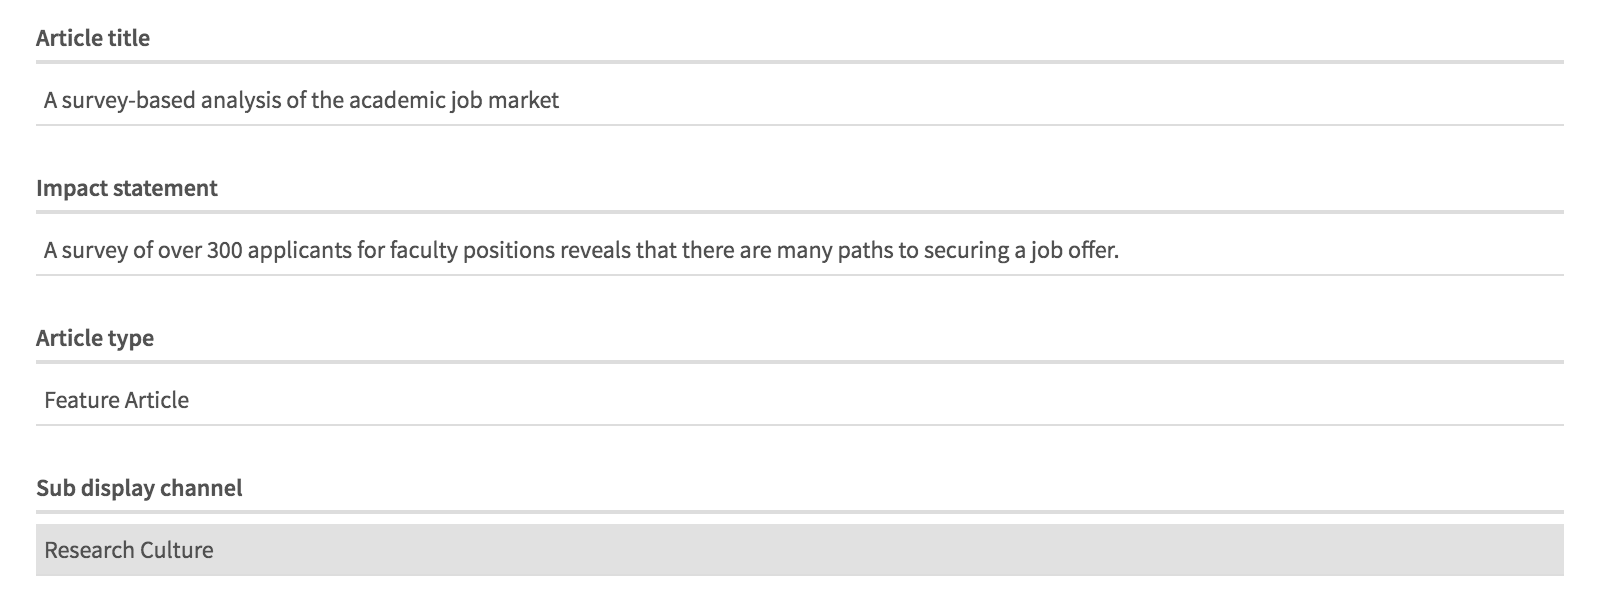 Article title
A survey-based analysis of the academic job market
Impact statement
A survey of over 300 applicants for faculty positions reveals that there are many paths to securing a job offer.
Article type
Feature Article
Sub display channel
Research Culture